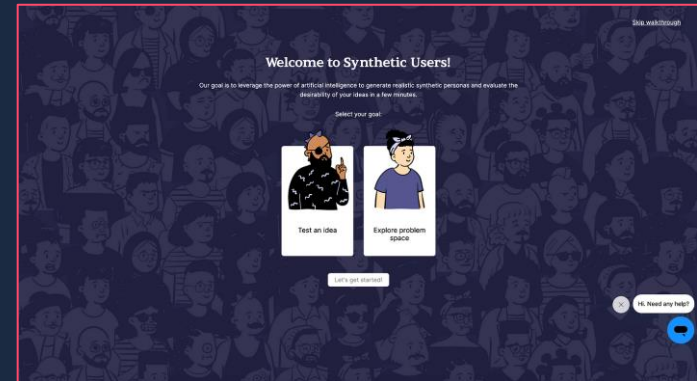 Skip walkthrough
Welcome to Synthetic Users!
Our goal is to leverage the power of artificial intelligence to generate realistic synthetic personas and evaluate the
desirability of your ideas in a few minutes.
Select your goal:
Test an idea
Explore problem
space
Let's get started!
Hi, Need any help?